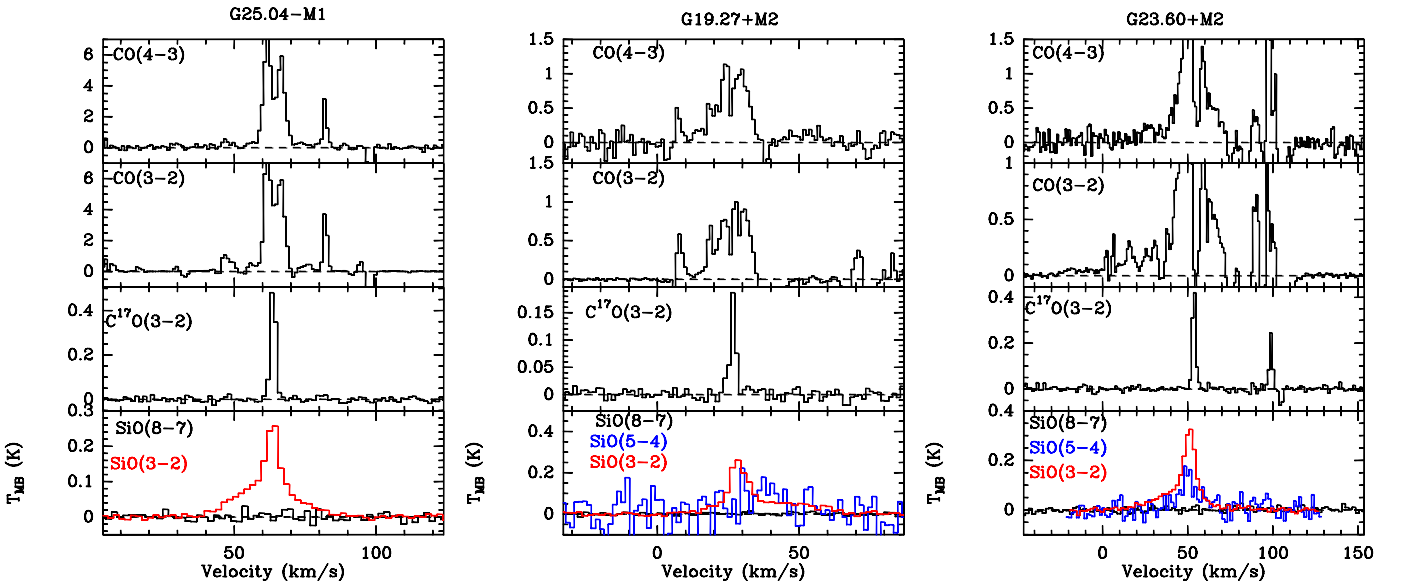 G25.04−M1
CO(4−3)
6
4
2
0
CO(3−2)
6
4
2
0
C¹⁷O(3−2)
0.4
0.2
0
0.3
SiO(8−7)
SiO(3−2)
0.2
0.1
0
T_MB (K)
50 100
Velocity (km/s)
G19.27+M2
1.5
CO(4−3)
1
0.5
0
1.5
CO(3−2)
1
0.5
0
C¹⁷O(3−2)
0.15
0.1
0.05
0
SiO(8−7)
SiO(5−4)
SiO(3−2)
0.4
0.2
0
T_MB (K)
0 50
Velocity (km/s)
G23.60+M2
1.5
CO(4−3)
1
0.5
0
1
CO(3−2)
0.5
0
0.4
C¹⁷O(3−2)
0.2
0
0.4
SiO(8−7)
SiO(5−4)
SiO(3−2)
0.2
0
T_MB (K)
0 50 100 150
Velocity (km/s)